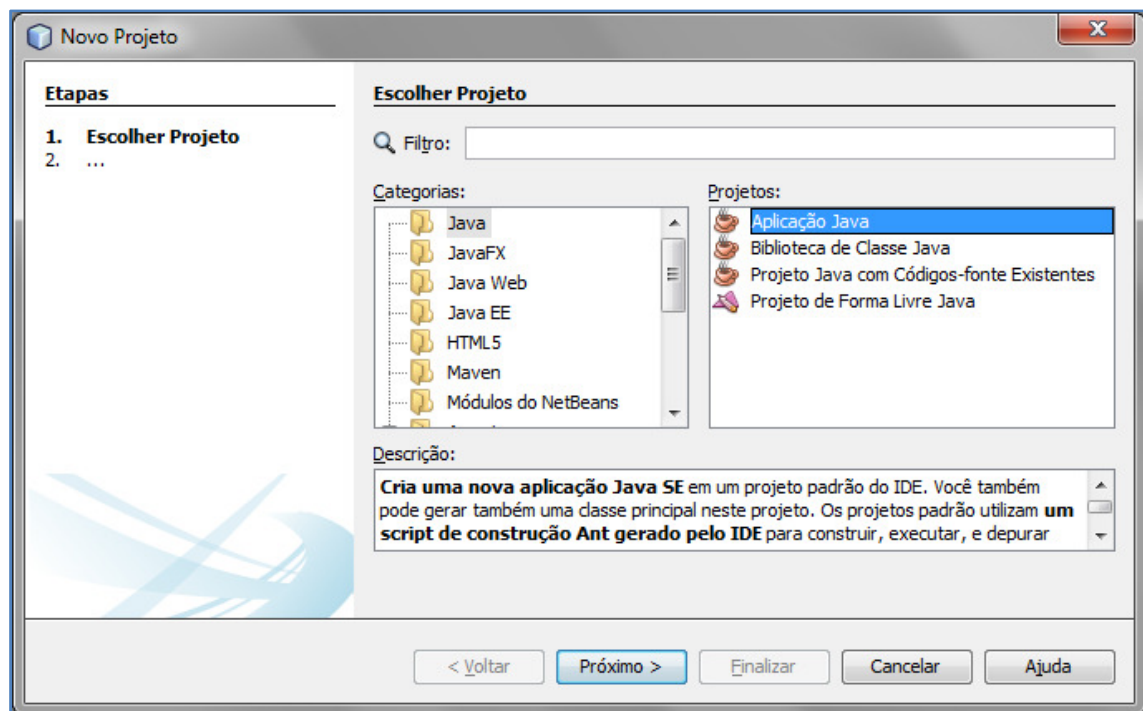 Novo Projeto
Etapas
1. Escolher Projeto
2. ...
Escolher Projeto
Filtro:
Categorias:
Java
JavaFX
Java Web
Java EE
HTML5
Maven
Módulos do NetBeans
Projetos:
Aplicação Java
Biblioteca de Classe Java
Projeto Java com Códigos-fonte Existentes
Projeto de Forma Livre Java
Descrição:
Cria uma nova aplicação Java SE em um projeto padrão do IDE. Você também
pode gerar também uma classe principal neste projeto. Os projetos padrão utilizam um
script de construção Ant gerado pelo IDE para construir, executar, e depurar
< Voltar
Próximo >
Finalizar
Cancelar
Ajuda